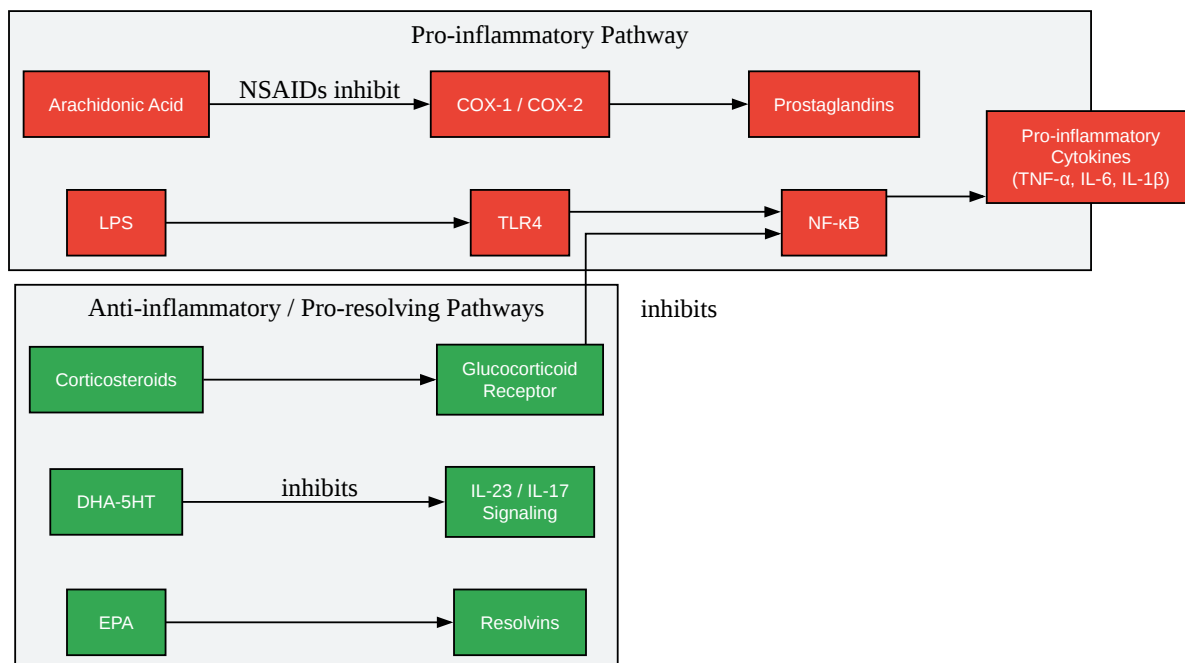 Pro-inflammatory Pathway
Arachidonic Acid
NSAIDs inhibit
COX-1 / COX-2
Prostaglandins
Pro-inflammatory
Cytokines
(TNF-α, IL-6, IL-1β)
LPS
TLR4
NF-κB
Anti-inflammatory / Pro-resolving Pathways
inhibits
Corticosteroids
Glucocorticoid
Receptor
DHA-5HT
inhibits
IL-23 / IL-17
Signaling
EPA
Resolvins